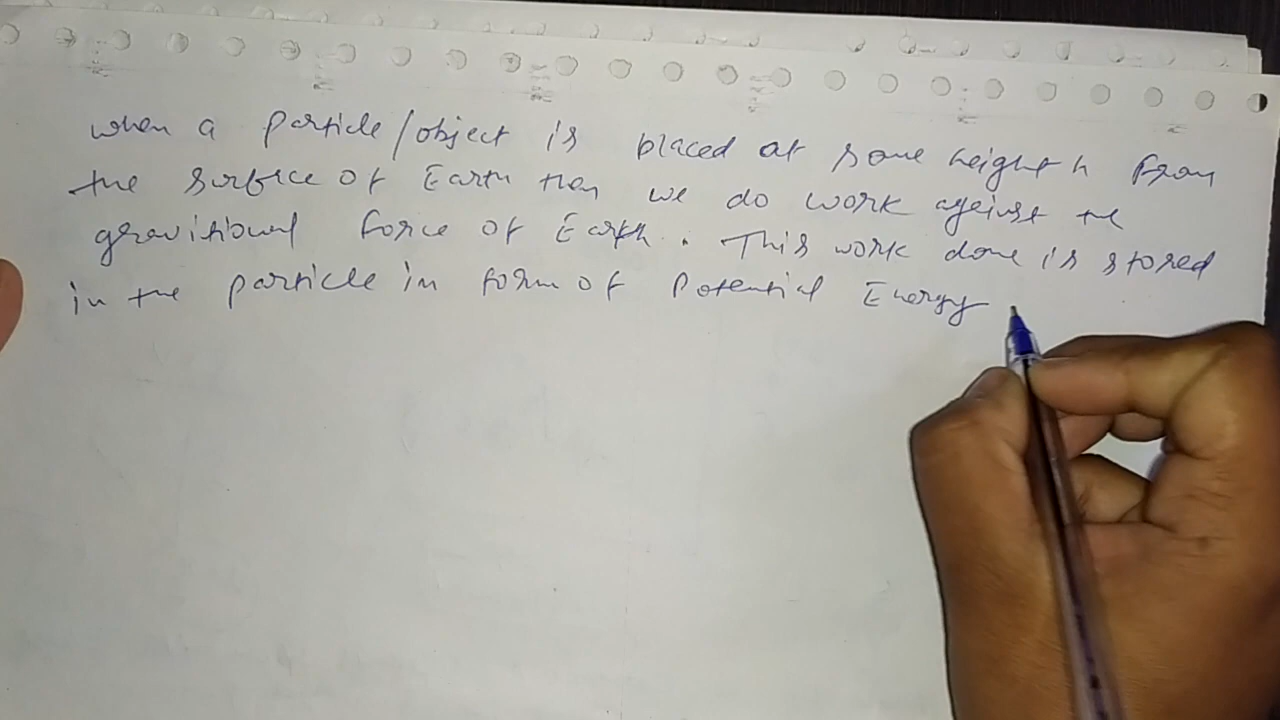 when a particle/object is placed at some height h from
the surface of Earth then we do work against the
gravitional force of Earth. This work done is stored
in the particle in form of Potential Energy